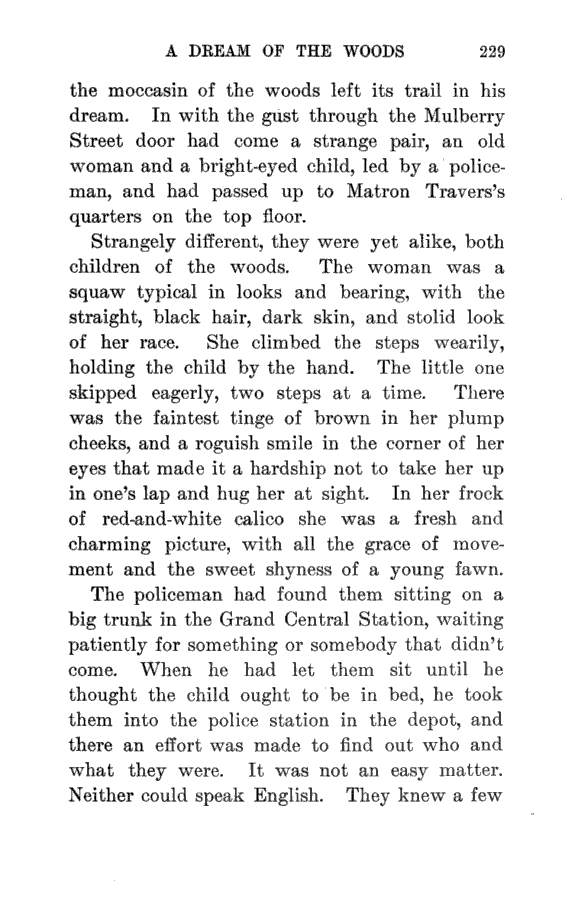 A DREAM OF THE WOODS 229
the moccasin of the woods left its trail in his
dream. In with the gust through the Mulberry
Street door had come a strange pair, an old
woman and a bright-eyed child, led by a police-
man, and had passed up to Matron Travers's
quarters on the top floor.
Strangely different, they were yet alike, both
children of the woods. The woman was a
squaw typical in looks and bearing, with the
straight, black hair, dark skin, and stolid look
of her race. She climbed the steps wearily,
holding the child by the hand. The little one
skipped eagerly, two steps at a time. There
was the faintest tinge of brown in her plump
cheeks, and a roguish smile in the corner of her
eyes that made it a hardship not to take her up
in one's lap and hug her at sight. In her frock
of red-and-white calico she was a fresh and
charming picture, with all the grace of move-
ment and the sweet shyness of a young fawn.
The policeman had found them sitting on a
big trunk in the Grand Central Station, waiting
patiently for something or somebody that didn't
come. When he had let them sit until he
thought the child ought to be in bed, he took
them into the police station in the depot, and
there an effort was made to find out who and
what they were. It was not an easy matter.
Neither could speak English. They knew a few